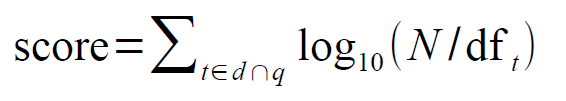 score=∑_{t∈d∩q} log₁₀(N/df_t)